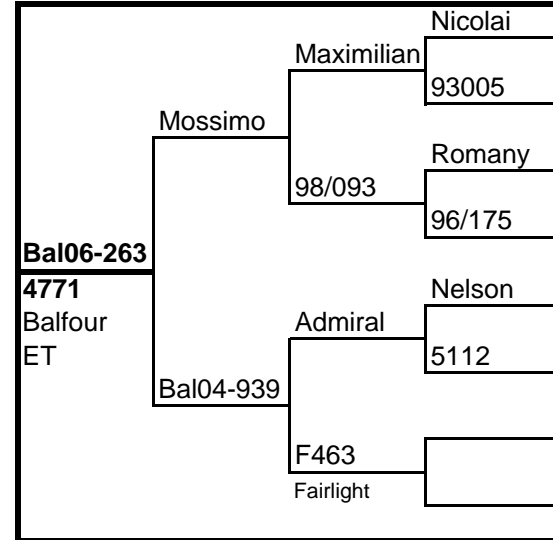 Nicolai
Maximilian
93005
Mossimo
Romany
98/093
96/175
Bal06-263
4771
Nelson
Balfour
Admiral
ET
5112
Bal04-939
F463
Fairlight